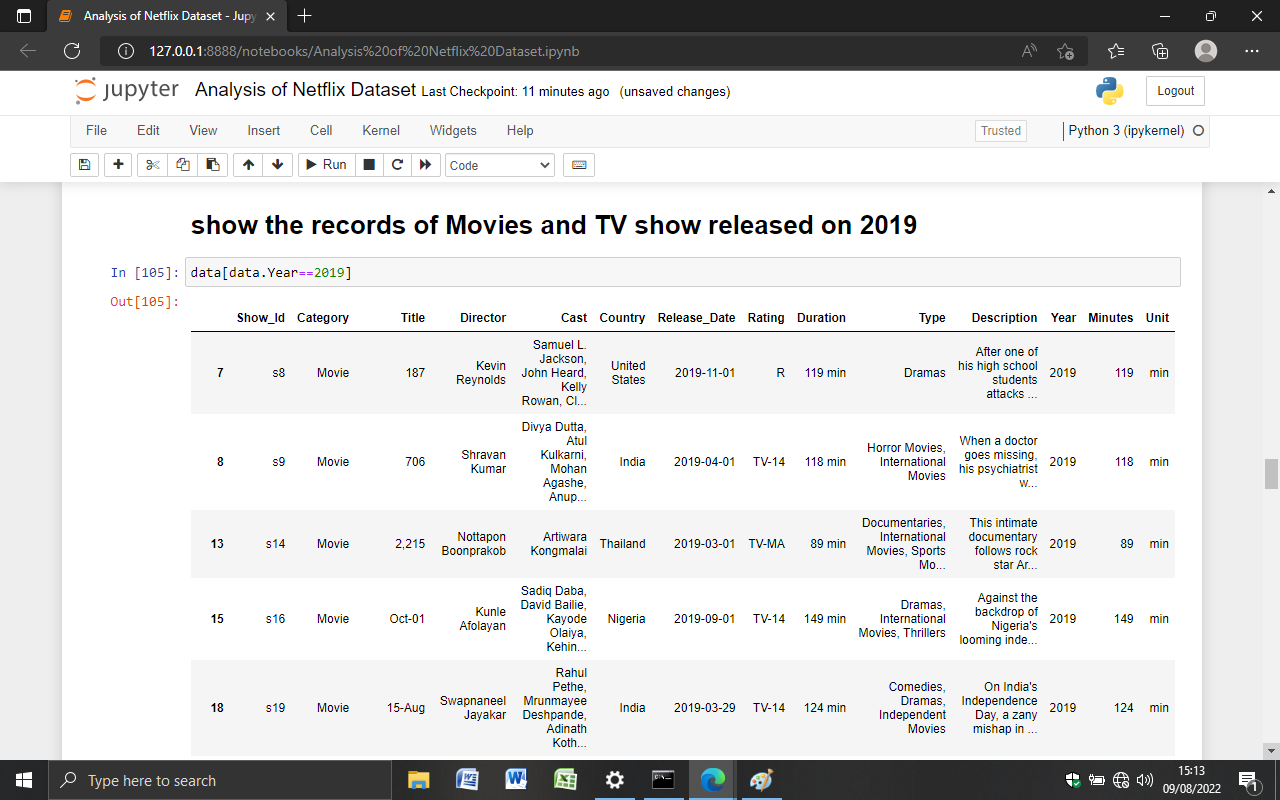 Analysis of Netflix Dataset - Jupy
127.0.0.1:8888/notebooks/Analysis%20of%20Netflix%20Dataset.ipynb
jupyter Analysis of Netflix Dataset Last Checkpoint: 11 minutes ago (unsaved changes)
Logout
File Edit View Insert Cell Kernel Widgets Help
Trusted
Python 3 (ipykernel)
Run
Code
show the records of Movies and TV show released on 2019
In [105]: data[data.Year==2019]
Out[105]:
Show_Id Category Title Director Cast Country Release_Date Rating Duration Type Description Year Minutes Unit
7 s8 Movie 187 Kevin Reynolds Samuel L. Jackson, John Heard, Kelly Rowan, Cl... United States 2019-11-01 R 119 min Dramas After one of his high school students attacks ... 2019 119 min
8 s9 Movie 706 Shravan Kumar Divya Dutta, Atul Kulkarni, Mohan Agashe, Anup... India 2019-04-01 TV-14 118 min Horror Movies, International Movies When a doctor goes missing, his psychiatrist w... 2019 118 min
13 s14 Movie 2,215 Nottapon Boonprakob Artiwara Kongmalai Thailand 2019-03-01 TV-MA 89 min Documentaries, International Movies, Sports Mo... This intimate documentary follows rock star Ar... 2019 89 min
15 s16 Movie Oct-01 Kunle Afolayan Sadiq Daba, David Bailie, Kayode Olaiya, Kehin... Nigeria 2019-09-01 TV-14 149 min Dramas, International Movies, Thrillers Against the backdrop of Nigeria's looming inde... 2019 149 min
18 s19 Movie 15-Aug Swapnaneel Jayakar Rahul Pethe, Mrunmayee Deshpande, Adinath Koth... India 2019-03-29 TV-14 124 min Comedies, Dramas, Independent Movies On India's Independence Day, a zany mishap in ... 2019 124 min
Type here to search
15:13
09/08/2022
1